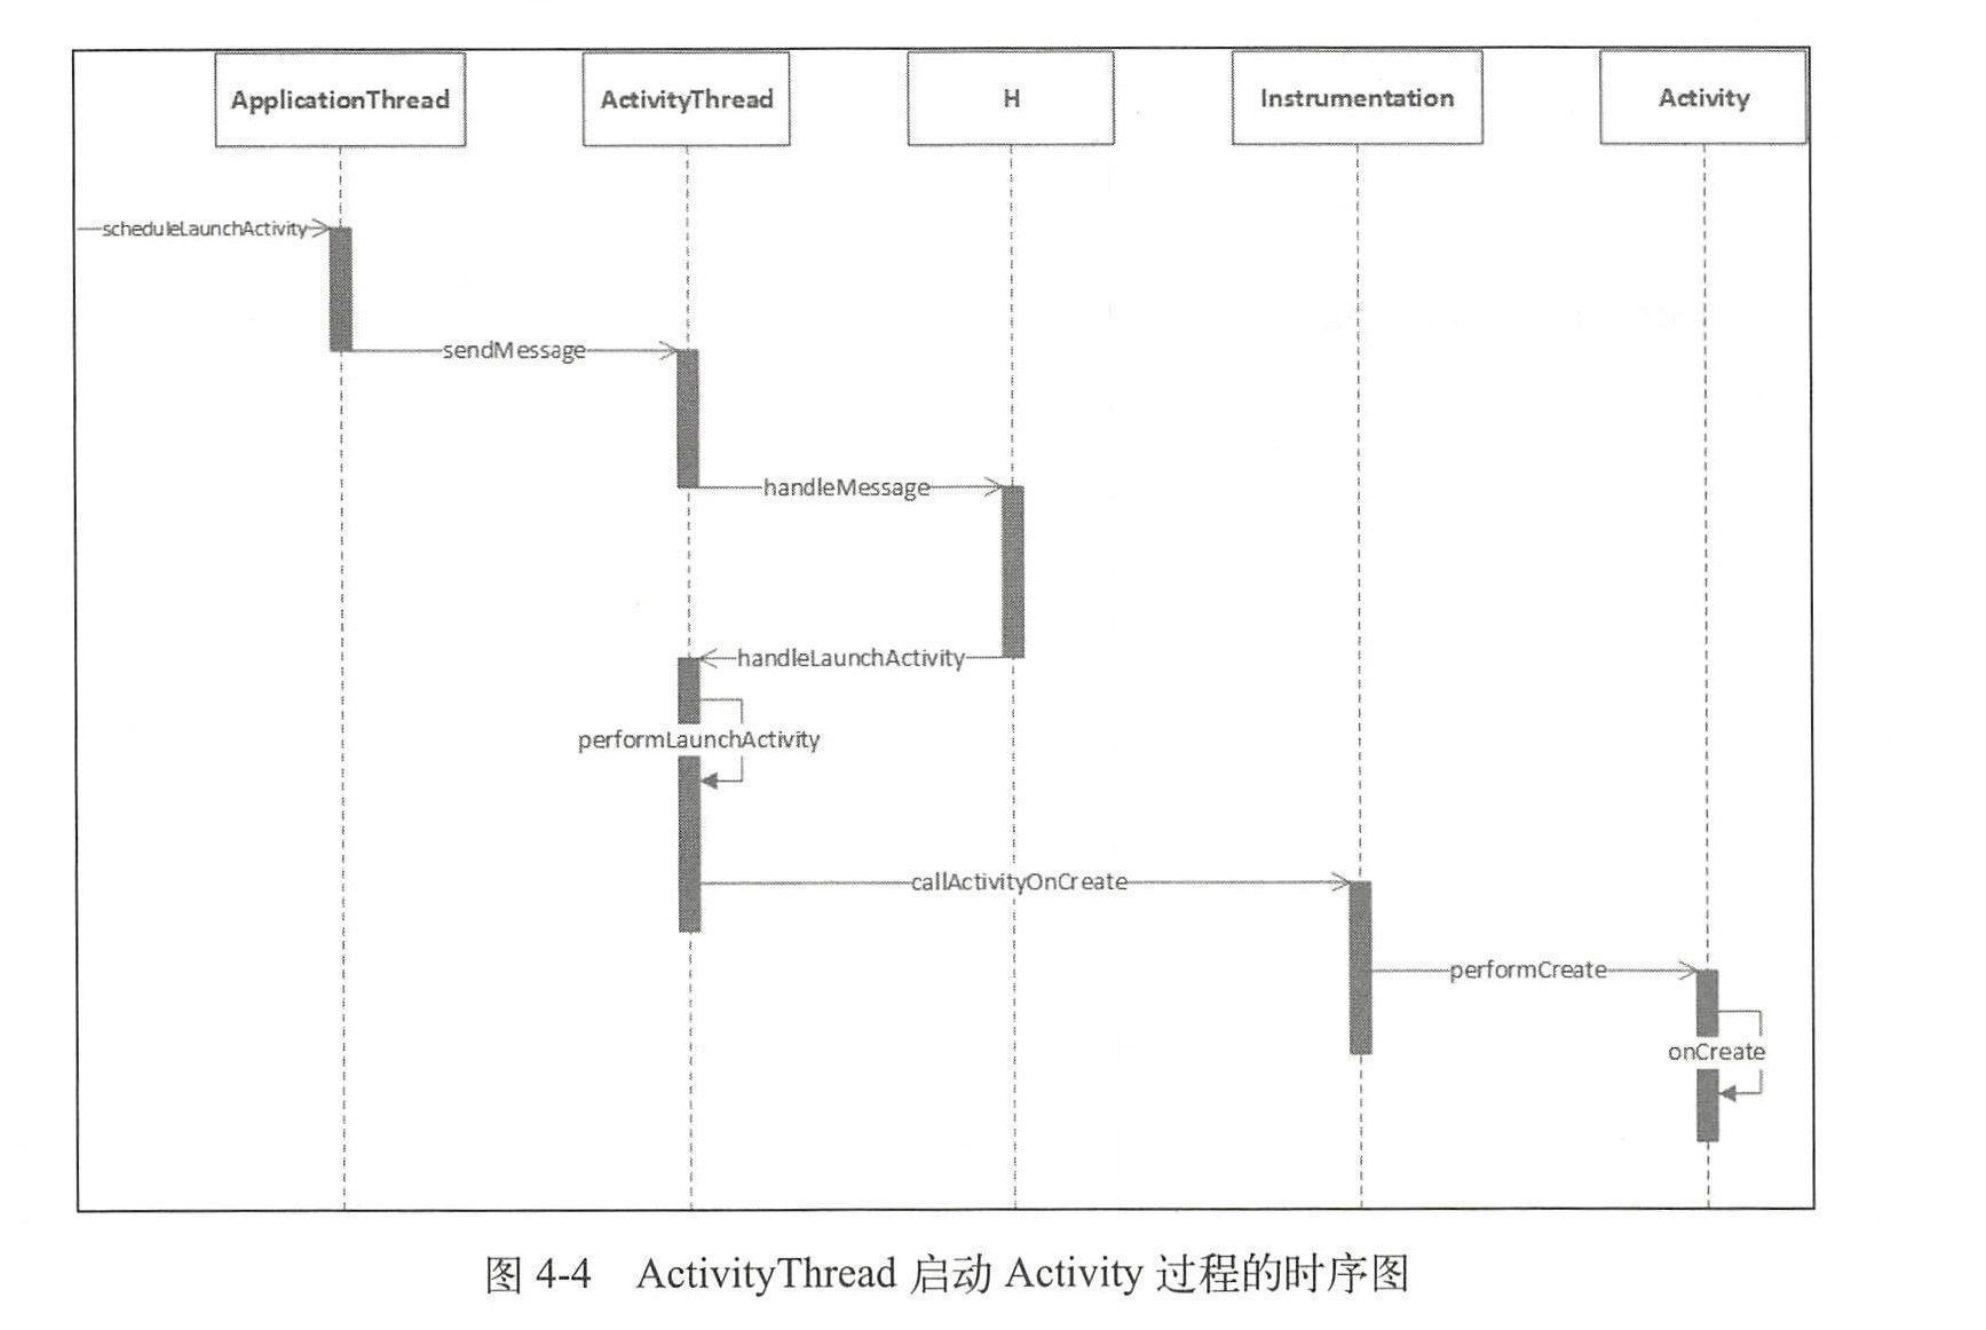 ApplicationThread
ActivityThread
H
Instrumentation
Activity
scheduleLaunchActivity
sendMessage
handleMessage
handleLaunchActivity
performLaunchActivity
callActivityOnCreate
performCreate
onCreate
图 4-4 ActivityThread 启动 Activity 过程的时序图